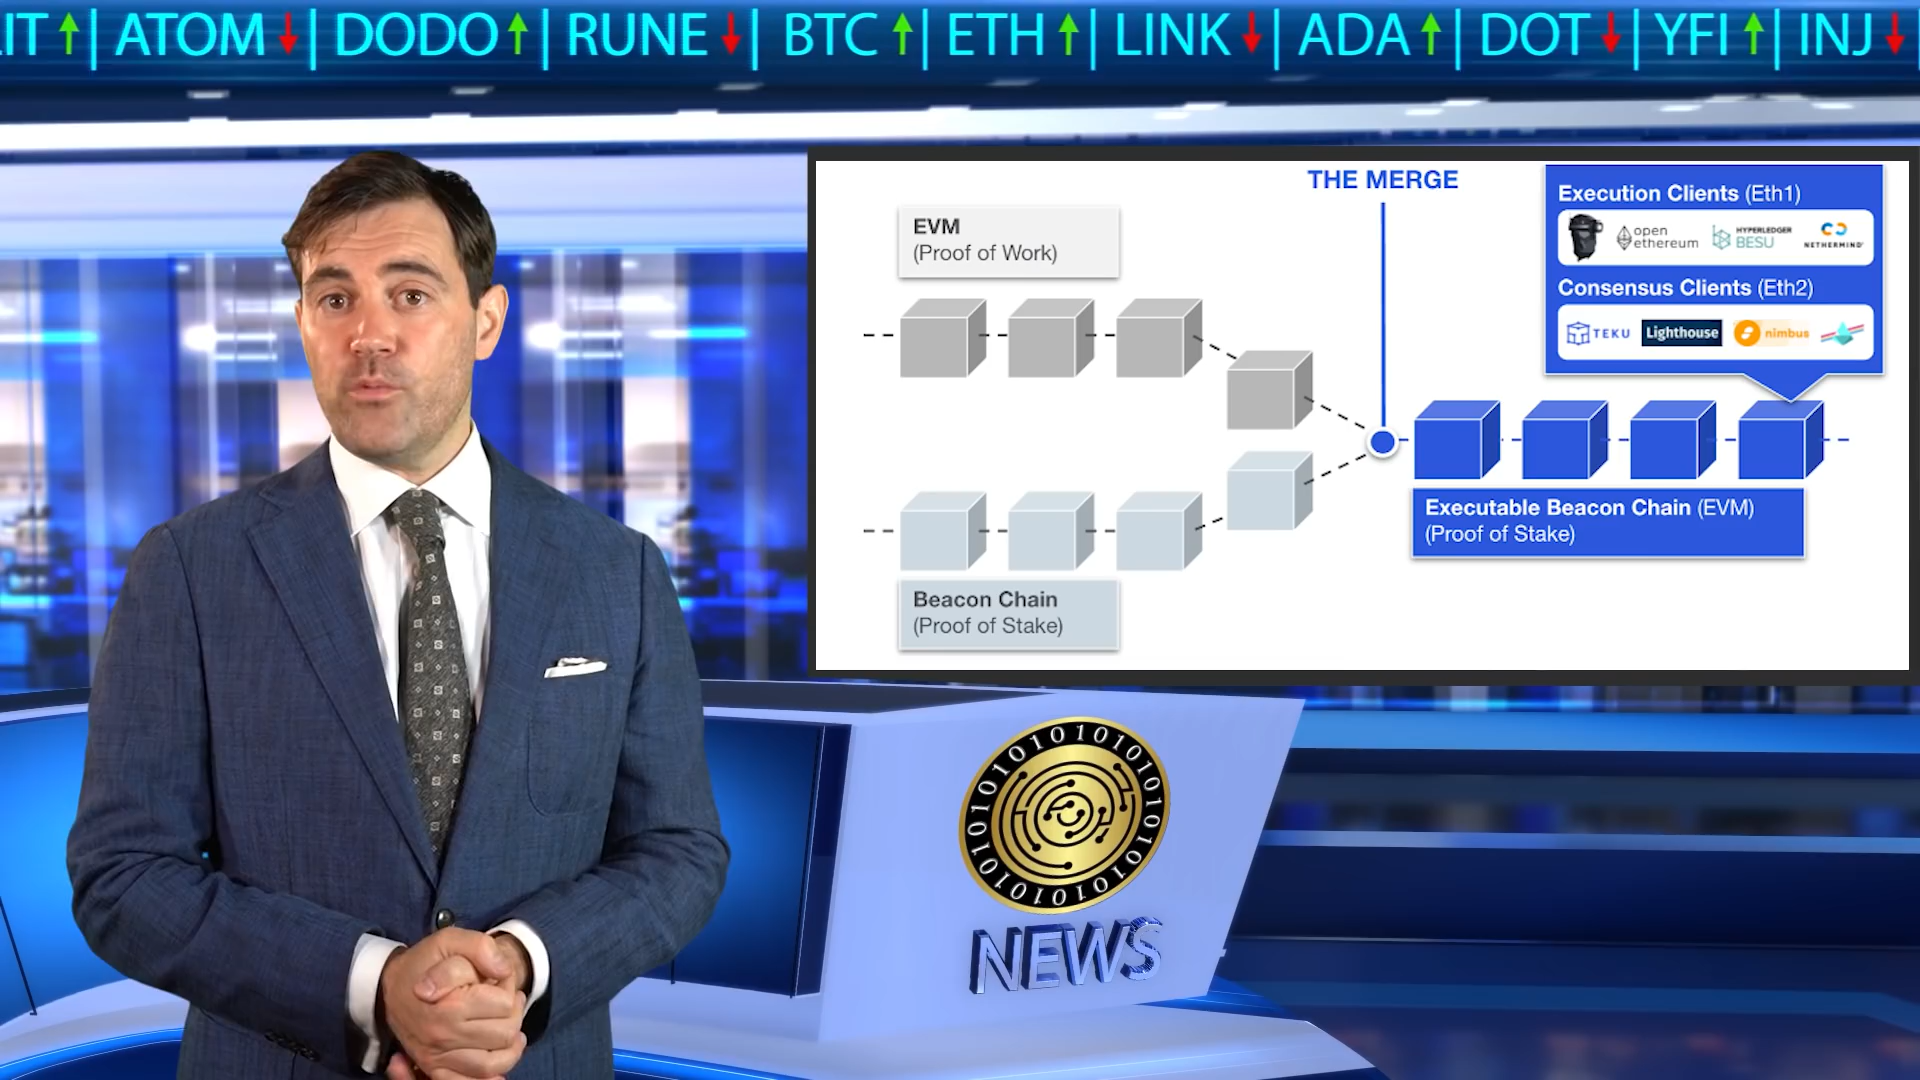 IT | ATOM | DODO | RUNE | BTC | ETH | LINK | ADA | DOT | YFI | INJ
THE MERGE
EVM
(Proof of Work)
Execution Clients (Eth1)
open
ethereum
HYPERLEDGER
BESU
NETHERMIND
Consensus Clients (Eth2)
TEKU
Lighthouse
nimbus
Executable Beacon Chain (EVM)
(Proof of Stake)
Beacon Chain
(Proof of Stake)
NEWS